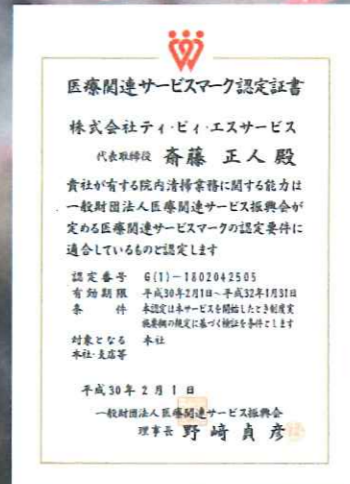 医療関連サービスマーク認定証書
株式会社ティ・ビィ・エスサービス
代表取締役 斎藤 正人 殿
貴社が有する院内清掃業務に関する能力は
一般財団法人医療関連サービス振興会が
定める医療関連サービスマークの認定要件に
適合しているものと認定します
認定番号 G(1)-1802042505
有効期限 平成30年2月1日~平成32年1月31日
条件 本認定は本サービスを開始したとき制度実
施要綱の規定に基づく検証を条件とします
対象となる 本社
本社・支店等
平成30年2月1日
一般財団法人医療関連サービス振興会
理事長 野崎貞彦